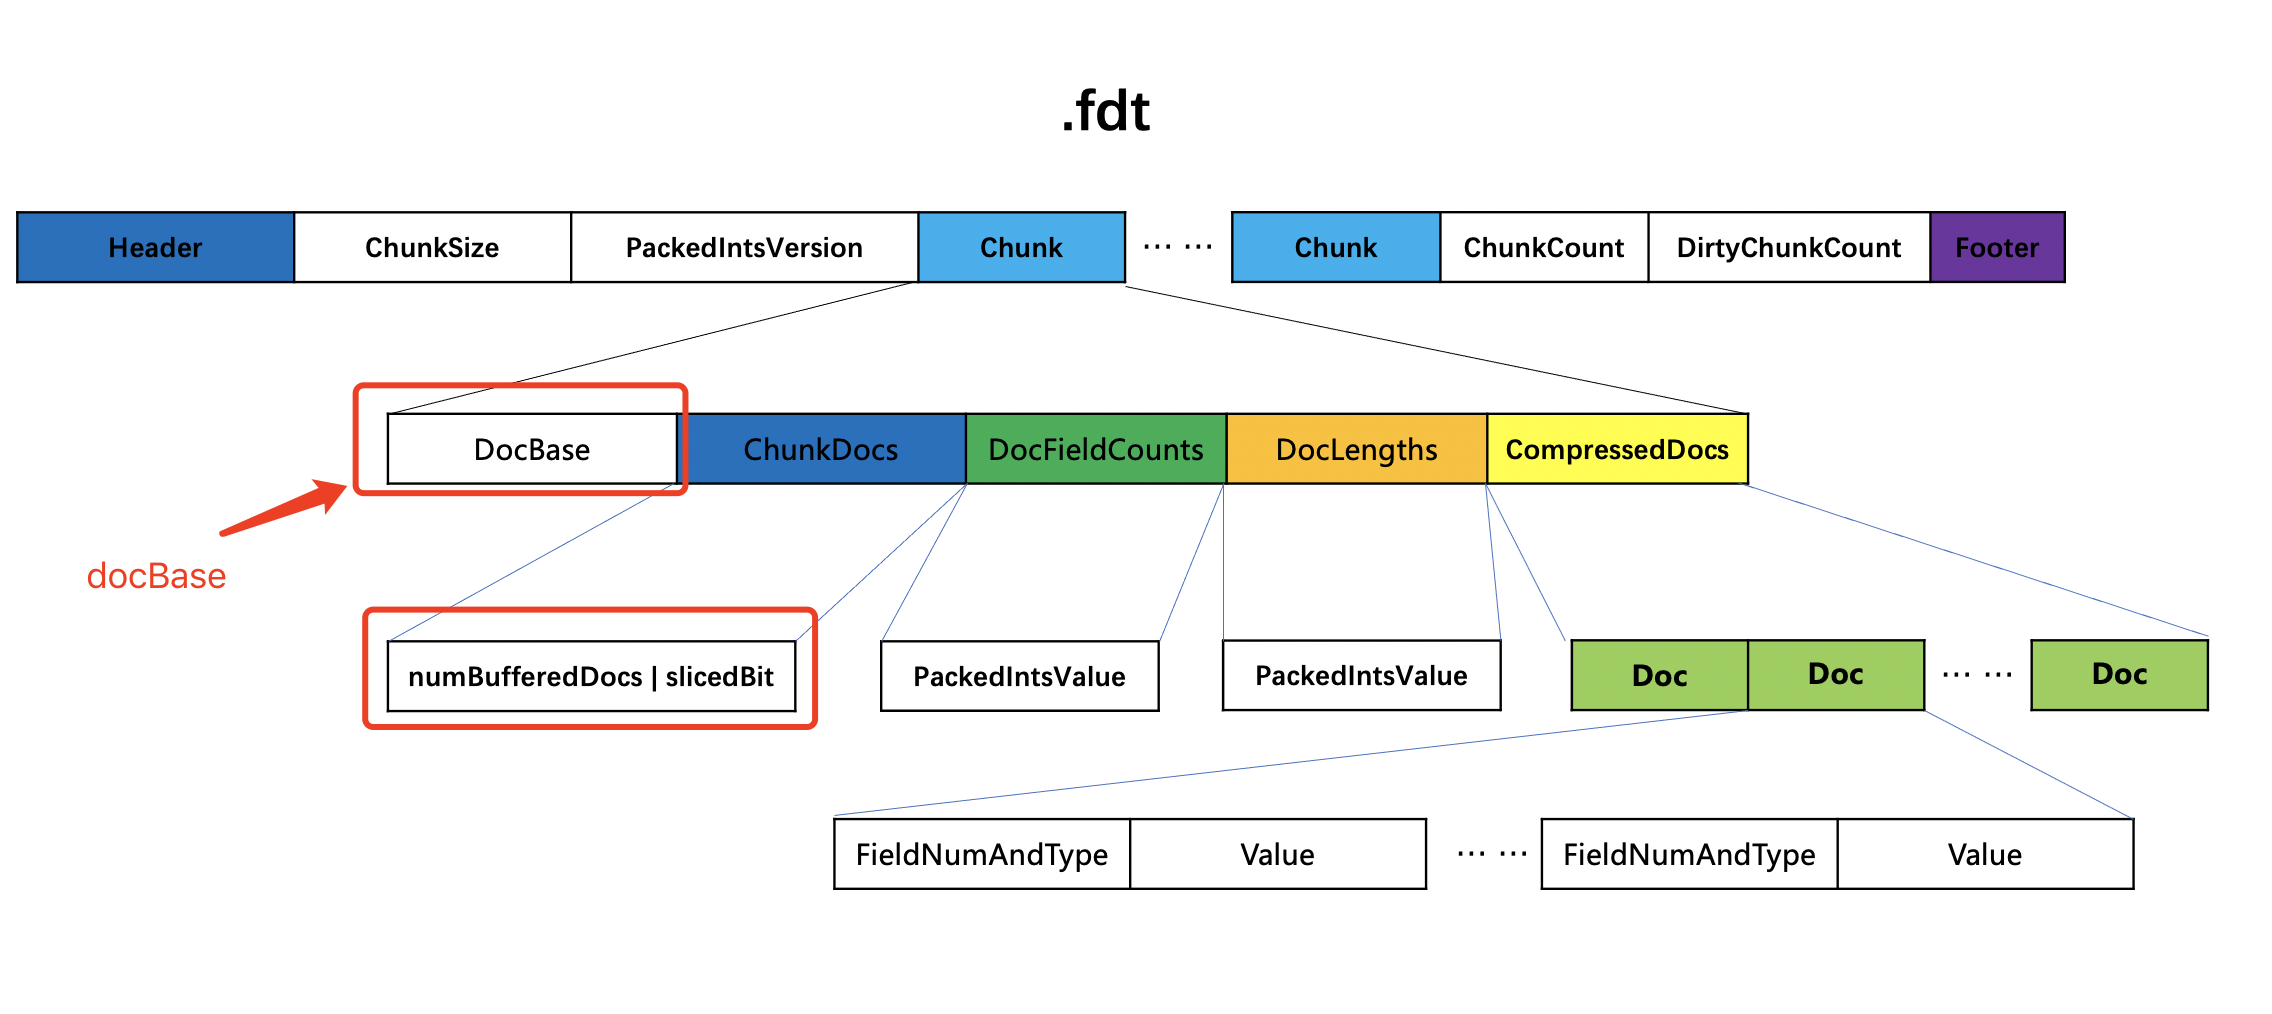 .fdt
Header ChunkSize PackedIntsVersion Chunk ... ... Chunk ChunkCount DirtyChunkCount Footer
DocBase ChunkDocs DocFieldCounts DocLengths CompressedDocs
docBase
numBufferedDocs | slicedBit PackedIntsValue PackedIntsValue Doc Doc ... ... Doc
FieldNumAndType Value ... ... FieldNumAndType Value